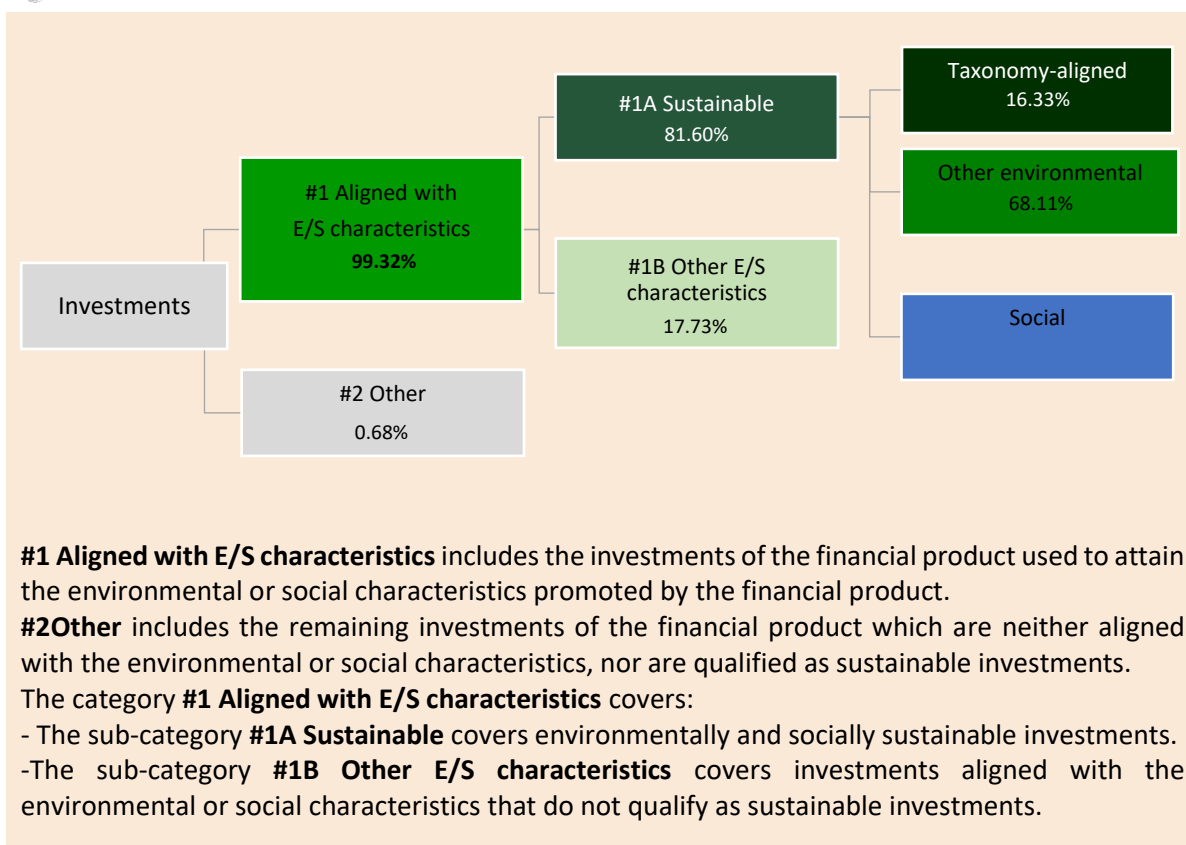 Investments
#1 Aligned with
E/S characteristics
99.32%
#2 Other
0.68%
#1A Sustainable
81.60%
#1B Other E/S
characteristics
17.73%
Taxonomy-aligned
16.33%
Other environmental
68.11%
Social
#1 Aligned with E/S characteristics includes the investments of the financial product used to attain
the environmental or social characteristics promoted by the financial product.
#2Other includes the remaining investments of the financial product which are neither aligned
with the environmental or social characteristics, nor are qualified as sustainable investments.
The category #1 Aligned with E/S characteristics covers:
- The sub-category #1A Sustainable covers environmentally and socially sustainable investments.
-The sub-category #1B Other E/S characteristics covers investments aligned with the
environmental or social characteristics that do not qualify as sustainable investments.